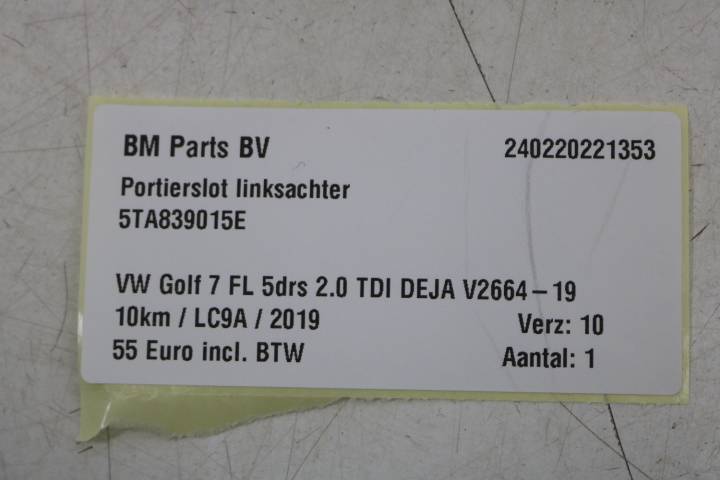 BM Parts BV 240220221353
Portierslot linksachter
5TA839015E
VW Golf 7 FL 5drs 2.0 TDI DEJA V2664-19
10km / LC9A / 2019 Verz: 10
55 Euro incl. BTW Aantal: 1